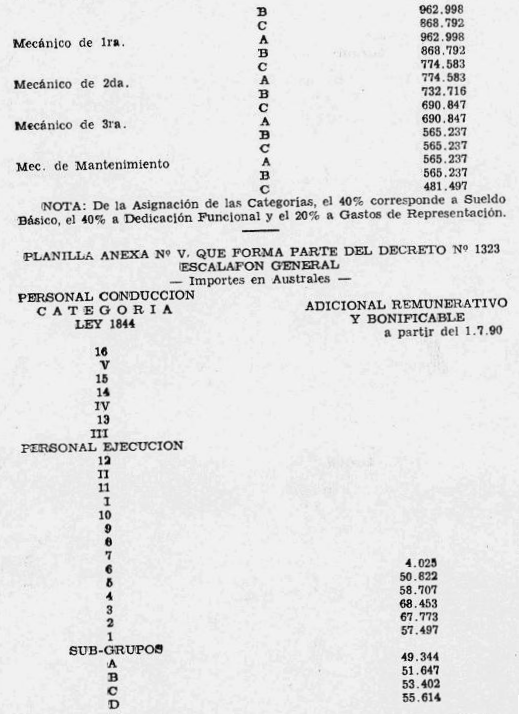 B 962.998
C 868.792
Mecánico de 1ra. A 962.998
B 868.792
C 774.583
Mecánico de 2da. A 774.583
B 732.716
C 690.847
Mecánico de 3ra. A 690.847
B 565.237
C 565.237
Mec. de Mantenimiento A 565.237
B 565.237
C 481.497
NOTA: De la Asignación de las Categorías, el 40% corresponde a Sueldo
Básico, el 40% a Dedicación Funcional y el 20% a Gastos de Representación.
PLANILLA ANEXA Nº V. QUE FORMA PARTE DEL DECRETO Nº 1323
ESCALAFON GENERAL
— Importes en Australes —
PERSONAL CONDUCCION
CATEGORIA ADICIONAL REMUNERATIVO
LEY 1844 Y BONIFICABLE
a partir del 1.7.90
16
V
15
14
IV
13
III
PERSONAL EJECUCION
12
II
11
I
10
9
8
7
6 4.025
5 50.822
4 58.707
3 68.453
2 67.773
1 57.497
SUB-GRUPOS
A 49.344
B 51.647
C 53.402
D 55.614